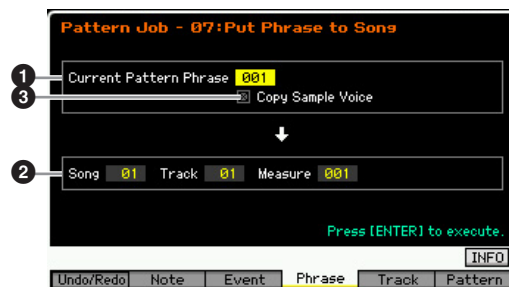 Pattern Job - 07:Put Phrase to Song
1 Current Pattern Phrase 001
3 Copy Sample Voice
2 Song 01 Track 01 Measure 001
Press [ENTER] to execute.
INFO
Undo/Redo Note Event Phrase Track Pattern